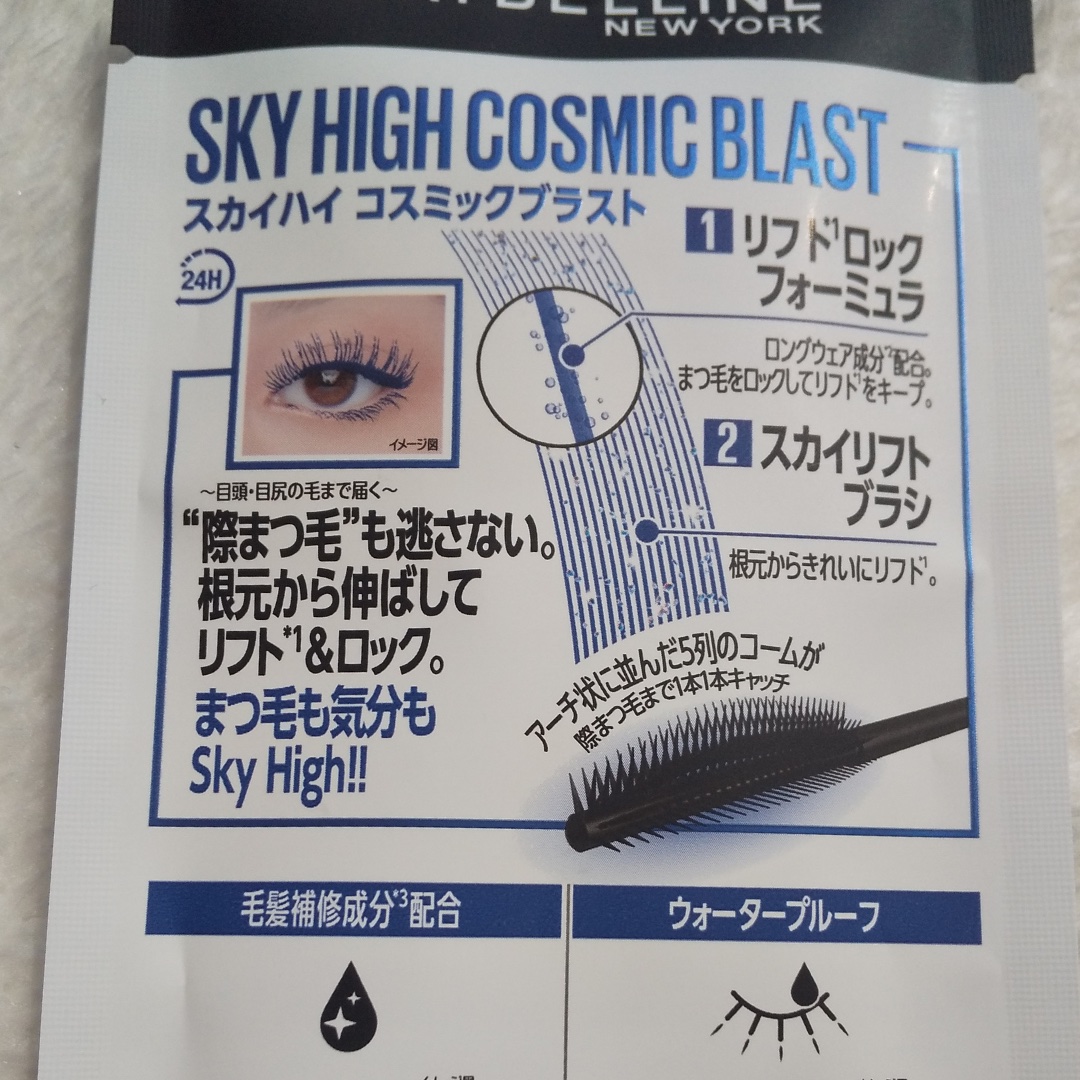 MAYBELLINE
NEW YORK
SKY HIGH COSMIC BLAST
スカイハイ コスミックブラスト
24H
イメージ図
1 リフト*1ロック
フォーミュラ
ロングウェア成分*2配合。
まつ毛をロックしてリフト*1をキープ。
2 スカイリフト
ブラシ
根元からきれいにリフト*1。
～目頭・目尻の毛まで届く～
“際まつ毛”も逃さない。
根元から伸ばして
リフト*1&ロック。
まつ毛も気分も
Sky High!!
アーチ状に並んだ5列のコームが
際まつ毛まで1本1本キャッチ
毛髪補修成分*3配合
ウォータープルーフ